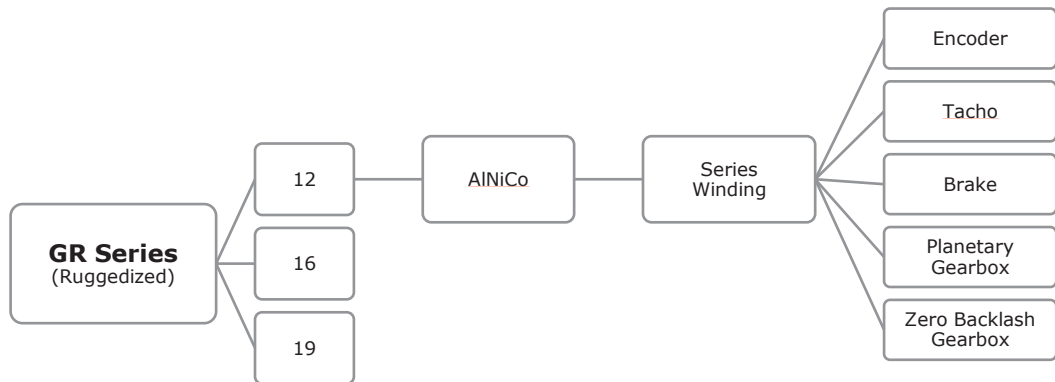 GR Series
(Ruggedized)
12
16
19
AlNiCo
Series
Winding
Encoder
Tacho
Brake
Planetary
Gearbox
Zero Backlash
Gearbox